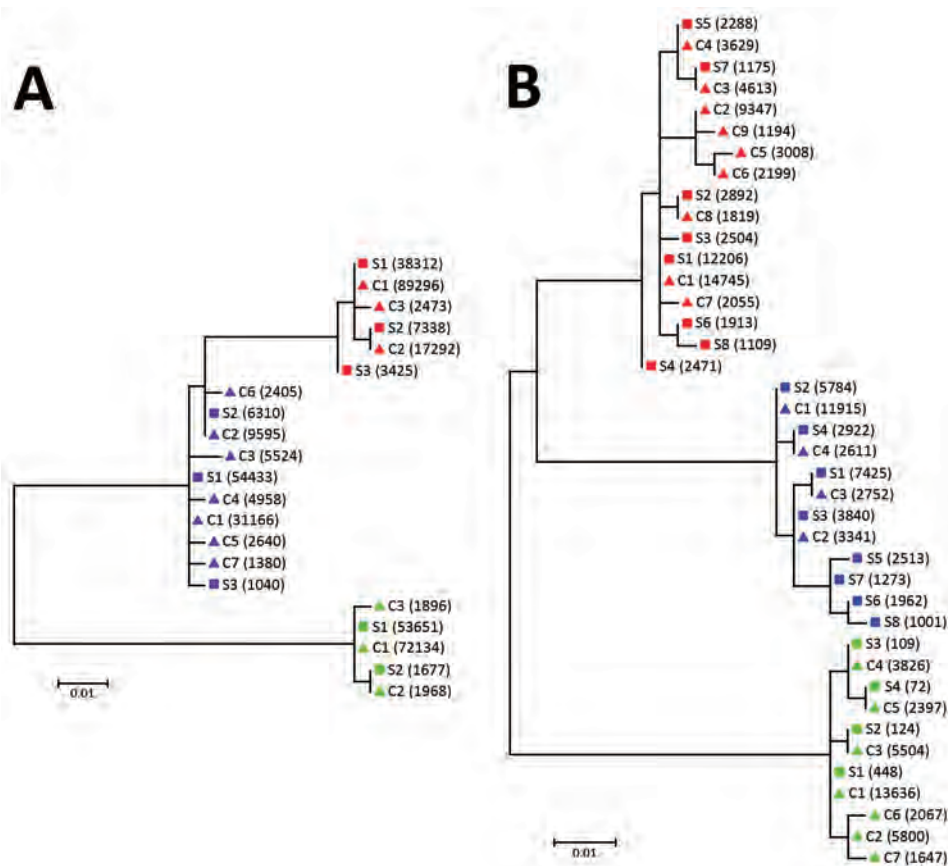 A
S1 (38312)
C1 (89296)
C3 (2473)
S2 (7338)
C2 (17292)
S3 (3425)
C6 (2405)
S2 (6310)
C2 (9595)
C3 (5524)
S1 (54433)
C4 (4958)
C1 (31166)
C5 (2640)
C7 (1380)
S3 (1040)
C3 (1896)
S1 (53651)
C1 (72134)
S2 (1677)
C2 (1968)
0.01
B
S5 (2288)
C4 (3629)
S7 (1175)
C3 (4613)
C2 (9347)
C9 (1194)
C5 (3008)
C6 (2199)
S2 (2892)
C8 (1819)
S3 (2504)
S1 (12206)
C1 (14745)
C7 (2055)
S6 (1913)
S8 (1109)
S4 (2471)
S2 (5784)
C1 (11915)
S4 (2922)
C4 (2611)
S1 (7425)
C3 (2752)
S3 (3840)
C2 (3341)
S5 (2513)
S7 (1273)
S6 (1962)
S8 (1001)
S3 (109)
C4 (3826)
S4 (72)
C5 (2397)
S2 (124)
C3 (5504)
S1 (448)
C1 (13636)
C6 (2067)
C2 (5800)
C7 (1647)
0.01